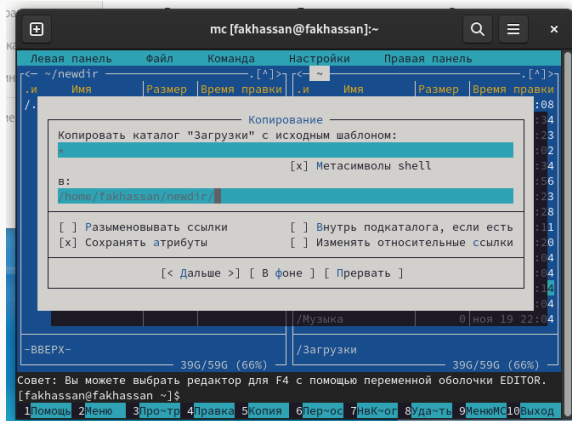 mc [fakhassan@fakhassan]:~
Левая панель Файл Команда Настройки Правая панель
<— ~/newdir .[^]>
<— ~ .[^]>
.и Имя Размер Время правки .и Имя Размер Время правки
/. :08
Копирование
Копировать каталог "Загрузки" с исходным шаблоном:
*
[x] Метасимволы shell
в:
/home/fakhassan/newdir/
[ ] Разыменовывать ссылки [ ] Внутрь подкаталога, если есть
[x] Сохранять атрибуты [ ] Изменять относительные ссылки
[< Дальше >] [ В фоне ] [ Прервать ]
/Музыка 0 ноя 19 22:04
-ВВЕРХ- /Загрузки
39G/59G (66%) 39G/59G (66%)
Совет: Вы можете выбрать редактор для F4 с помощью переменной оболочки EDITOR.
[fakhassan@fakhassan ~]$
1Помощь 2Меню 3Про~тр 4Правка 5Копия 6Пер~ос 7НвК~ог 8Уда~ть 9МенюMC 10Выход